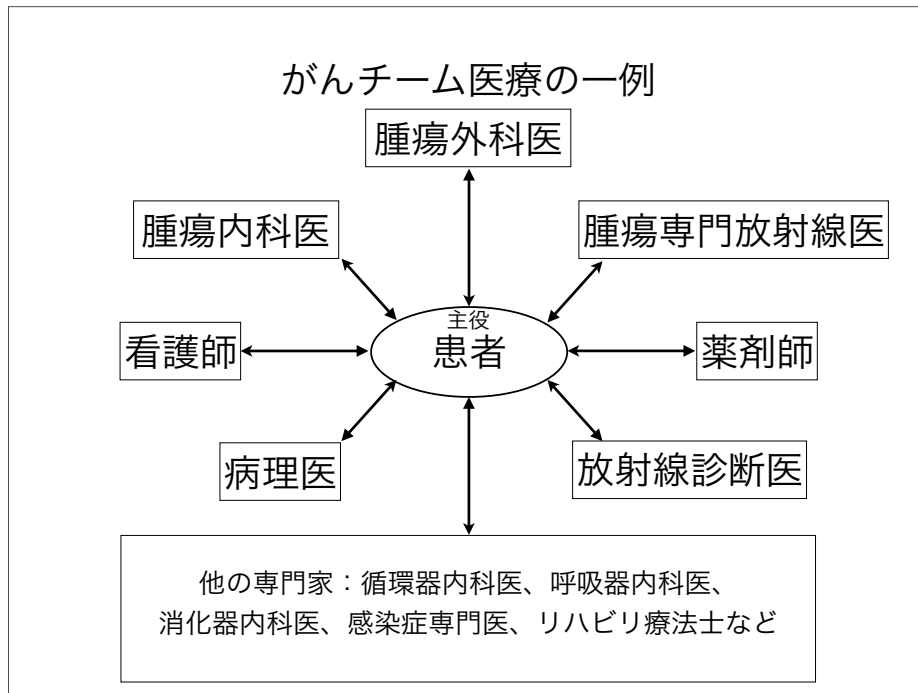 がんチーム医療の一例
腫瘍外科医
腫瘍内科医
腫瘍専門放射線医
主役
患者
看護師
薬剤師
病理医
放射線診断医
他の専門家：循環器内科医、呼吸器内科医、
消化器内科医、感染症専門医、リハビリ療法士など